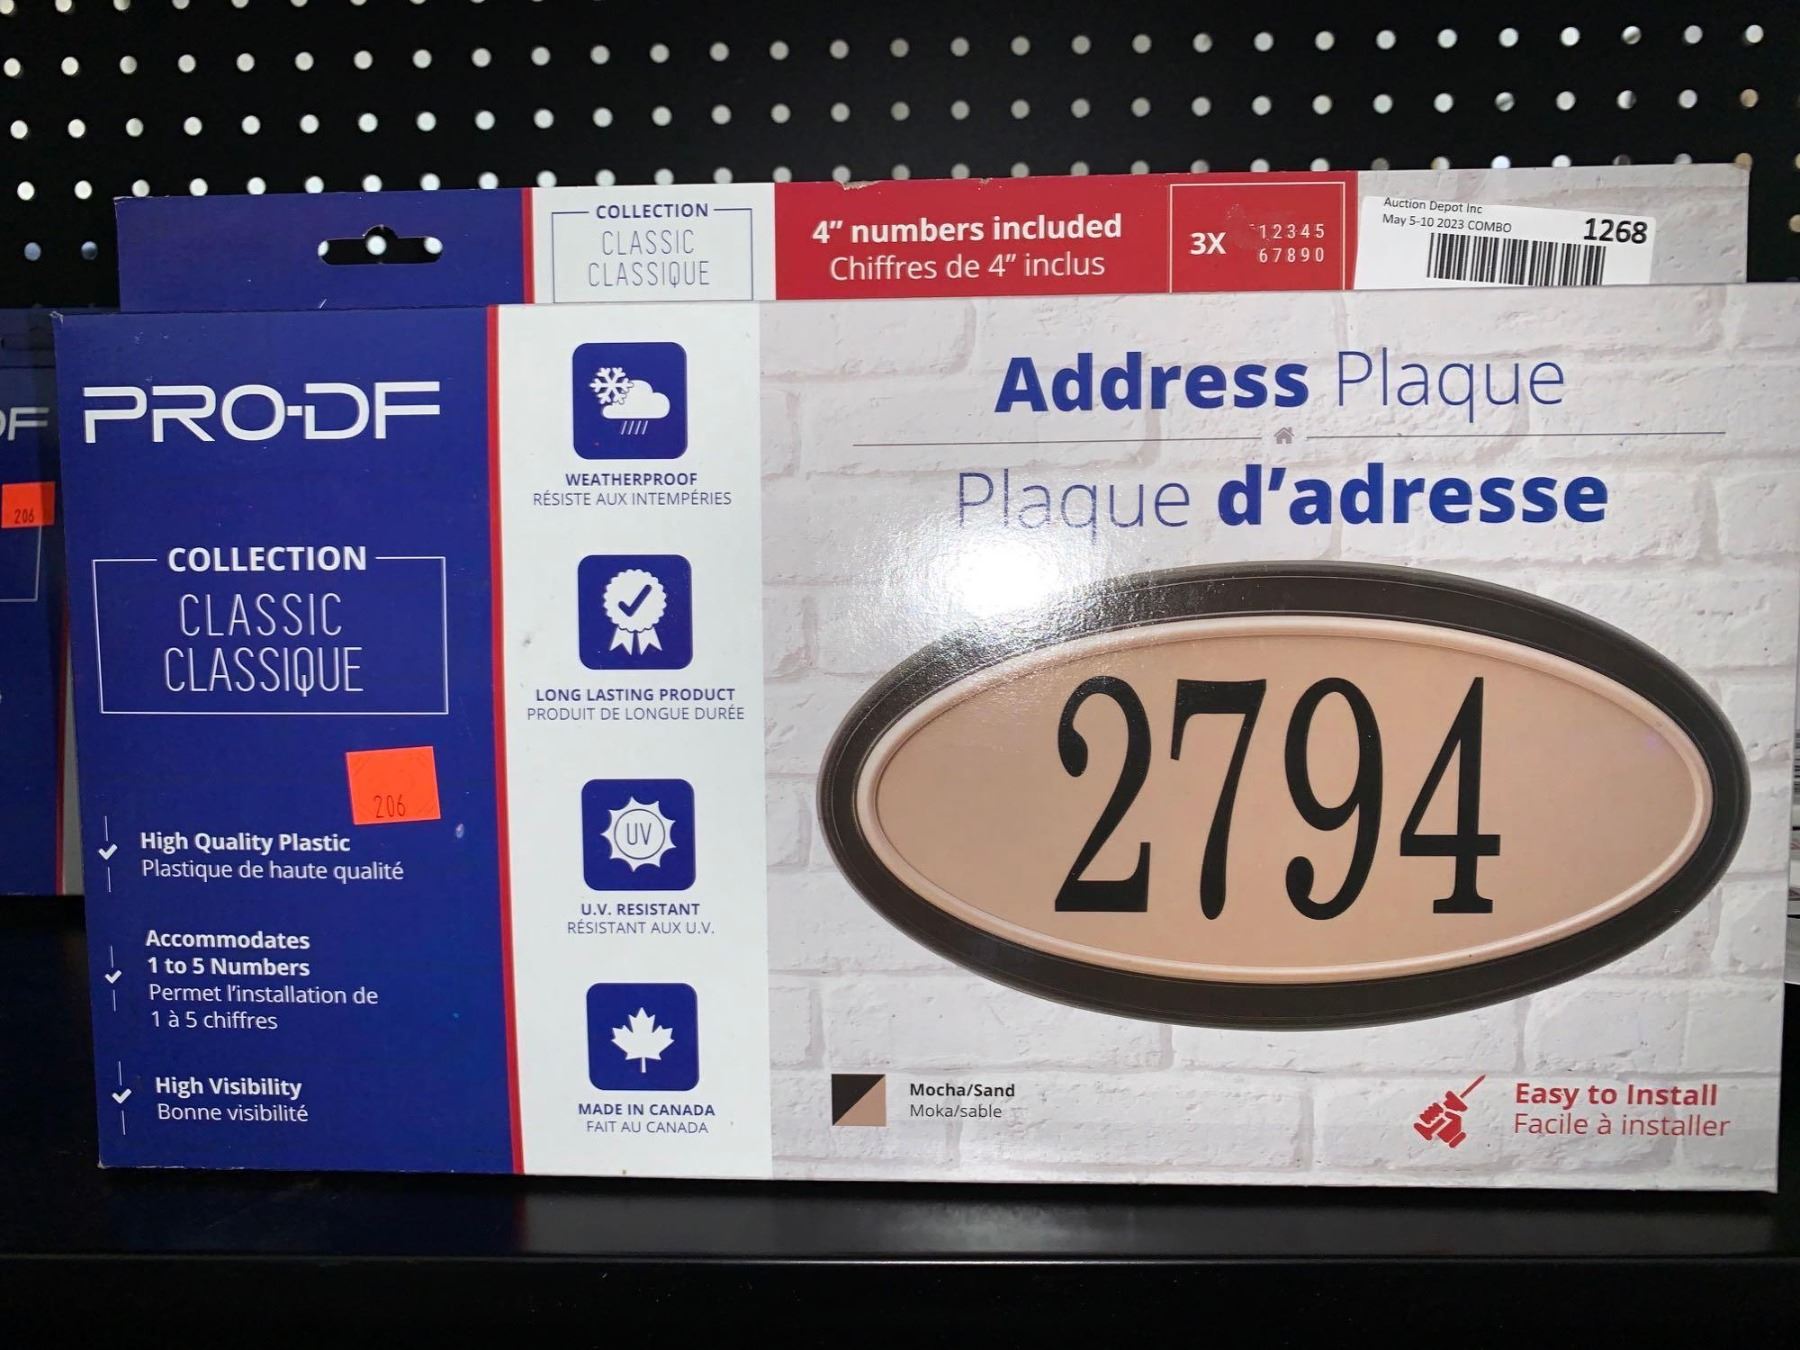 COLLECTION
CLASSIC
CLASSIQUE
4" numbers included
Chiffres de 4" inclus
3X
12345
67890
Auction Depot Inc
May 5-10 2023 COMBO
1268
PRO-DF
COLLECTION
CLASSIC
CLASSIQUE
206
High Quality Plastic
Plastique de haute qualité
Accommodates
1 to 5 Numbers
Permet l'installation de
1 à 5 chiffres
High Visibility
Bonne visibilité
WEATHERPROOF
RÉSISTE AUX INTEMPÉRIES
LONG LASTING PRODUCT
PRODUIT DE LONGUE DURÉE
UV
U.V. RESISTANT
RÉSISTANT AUX U.V.
MADE IN CANADA
FAIT AU CANADA
Address Plaque
Plaque d'adresse
2794
Mocha/Sand
Moka/sable
Easy to Install
Facile à installer
DF
206